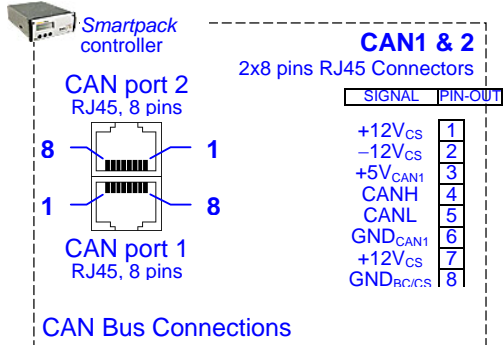 Smartpack
controller
CAN1 & 2
2x8 pins RJ45 Connectors
CAN port 2
RJ45, 8 pins
SIGNAL PIN-OUT
8 1
1 8
CAN port 1
RJ45, 8 pins
+12VCS 1
−12VCS 2
+5VCAN1 3
CANH 4
CANL 5
GNDCAN1 6
+12VCS 7
GNDBC/CS 8
CAN Bus Connections